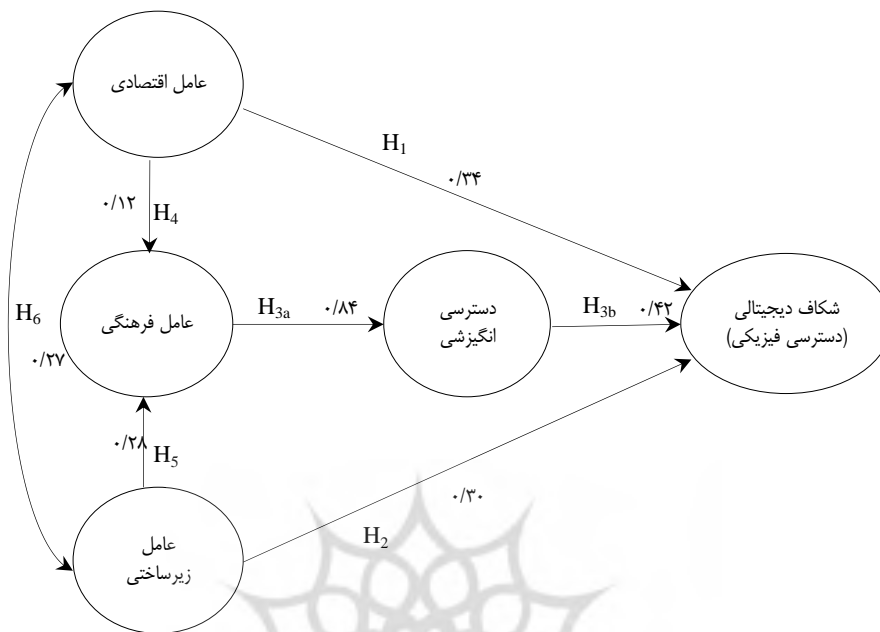 عامل اقتصادی
H1
۰/۳۴
۰/۱۲
H4
عامل فرهنگی
H3a
۰/۸۴
دسترسی
انگیزشی
H3b
۰/۴۲
شکاف دیجیتالی
(دسترسی فیزیکی)
H6
۰/۲۷
۰/۲۸
H5
۰/۳۰
H2
عامل
زیرساختی